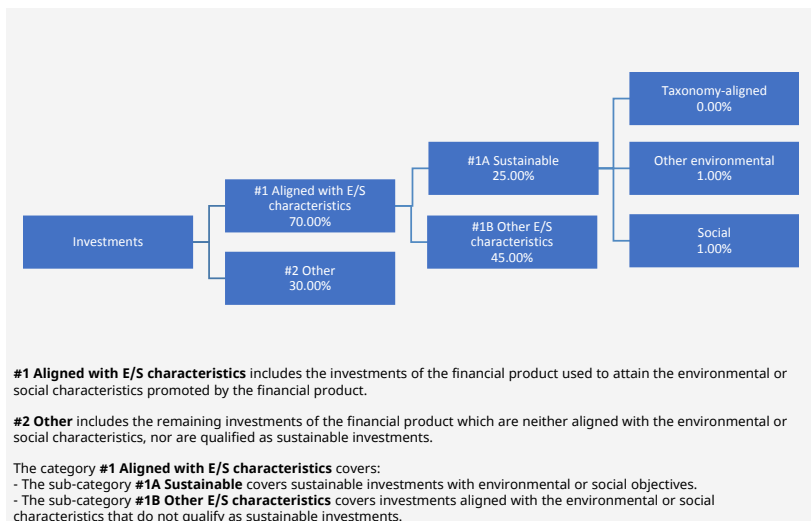 Taxonomy-aligned
0.00%
#1A Sustainable
25.00%
Other environmental
1.00%
#1 Aligned with E/S
characteristics
70.00%
#1B Other E/S
characteristics
45.00%
Social
1.00%
Investments
#2 Other
30.00%
#1 Aligned with E/S characteristics includes the investments of the financial product used to attain the environmental or
social characteristics promoted by the financial product.
#2 Other includes the remaining investments of the financial product which are neither aligned with the environmental or
social characteristics, nor are qualified as sustainable investments.
The category #1 Aligned with E/S characteristics covers:
- The sub-category #1A Sustainable covers sustainable investments with environmental or social objectives.
- The sub-category #1B Other E/S characteristics covers investments aligned with the environmental or social
characteristics that do not qualify as sustainable investments.